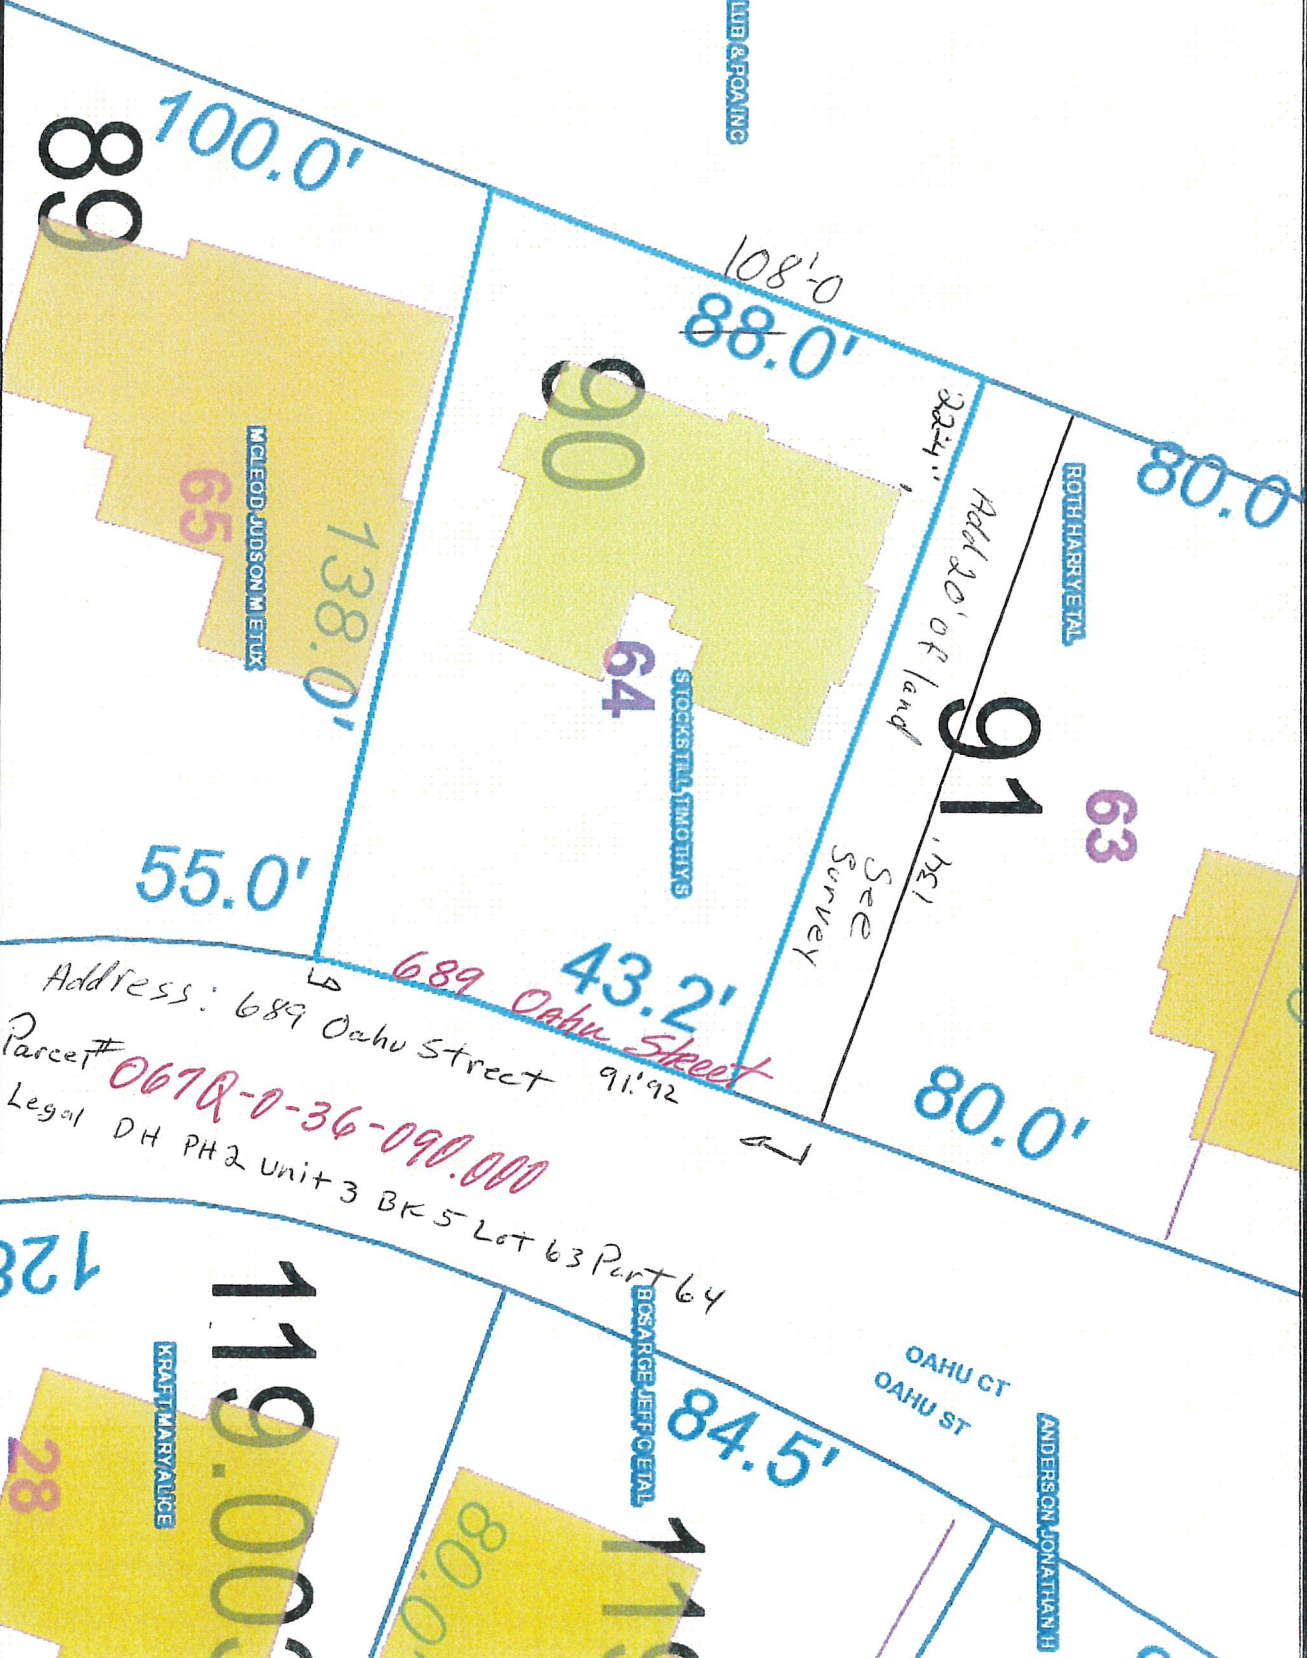 LUB & POA INC
100.0'
89
108'-0
88.0'
90
22'-4"
80.0
ROTH HARRY ETAL
Add 20' of land
MCLEOD JUDSON M ETUX
65
138.0'
64
STOCKSTILL TIMOTHY S
91
63
134'
See
Survey
55.0'
43.2'
689 Oahu Street
91.'92
80.0'
Address: 689 Oahu Street
Parcel# 067Q-0-36-090.000
Legal DH PH2 Unit 3 BK 5 Lot 63 Part 64
128
119.003
KRAFT MARY ALICE
28
BOSARGE JEFF O ETAL
84.5'
OAHU CT
OAHU ST
ANDERSON JONATHAN H
80.0
119